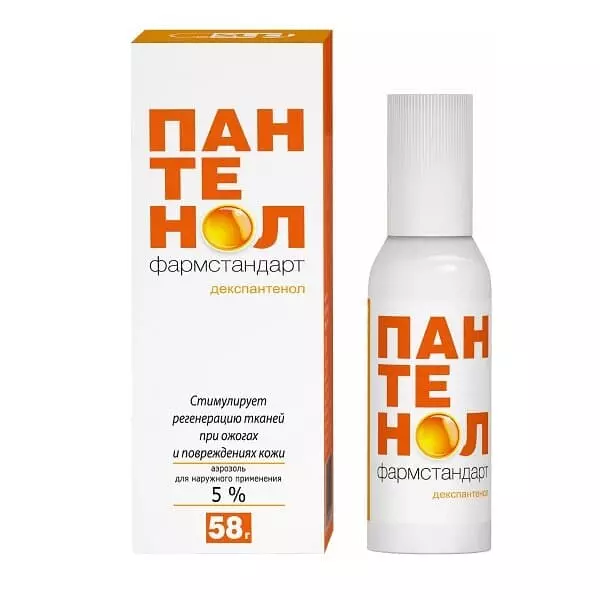 ПАН
ТЕ
НОЛ
фармстандарт
декспантенол
Стимулирует
регенерацию тканей
при ожогах
и повреждениях кожи
аэрозоль
для наружного применения
5 %
58г
ПАН
ТЕ
НОЛ
фармстандарт
декспантенол